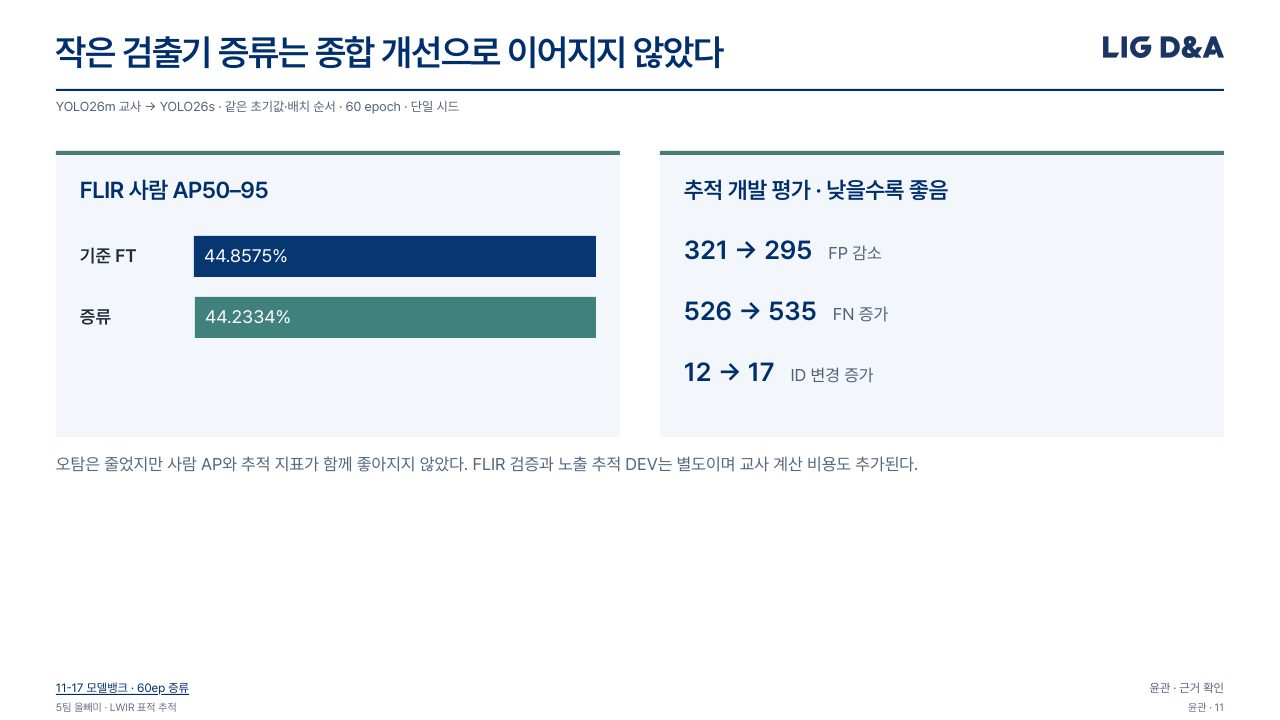 작은 검출기 증류는 종합 개선으로 이어지지 않았다
LIG D&A
YOLO26m 교사 → YOLO26s · 같은 초기값·배치 순서 · 60 epoch · 단일 시드
FLIR 사람 AP50–95
기준 FT
44.8575%
증류
44.2334%
추적 개발 평가 · 낮을수록 좋음
321 → 295 FP 감소
526 → 535 FN 증가
12 → 17 ID 변경 증가
오탐은 줄었지만 사람 AP와 추적 지표가 함께 좋아지지 않았다. FLIR 검증과 노출 추적 DEV는 별도이며 교사 계산 비용도 추가된다.
11-17 모델뱅크 · 60ep 증류
5팀 올빼미 · LWIR 표적 추적
윤관 · 근거 확인
윤관 · 11